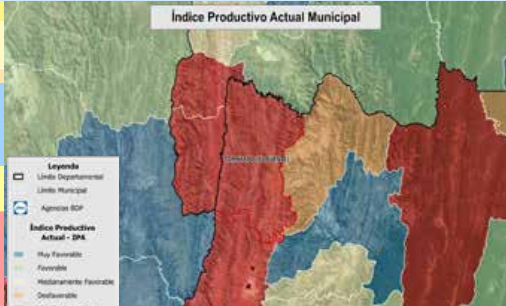 Índice Productivo Actual Municipal
Leyenda
Límite Departamental
Límite Municipal
Agencias BDP
Índice Productivo
Actual - IPA
Muy Favorable
Favorable
Medianamente Favorable
Desfavorable